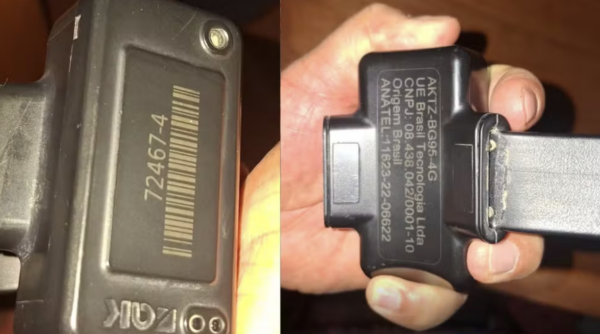 72467-4
AKTZ-BG95-4G
UE Brasil Tecnologia Ltda
CNPJ: 08.438.042/0001-10
Origem Brasil
ANATEL:11623-22-06622